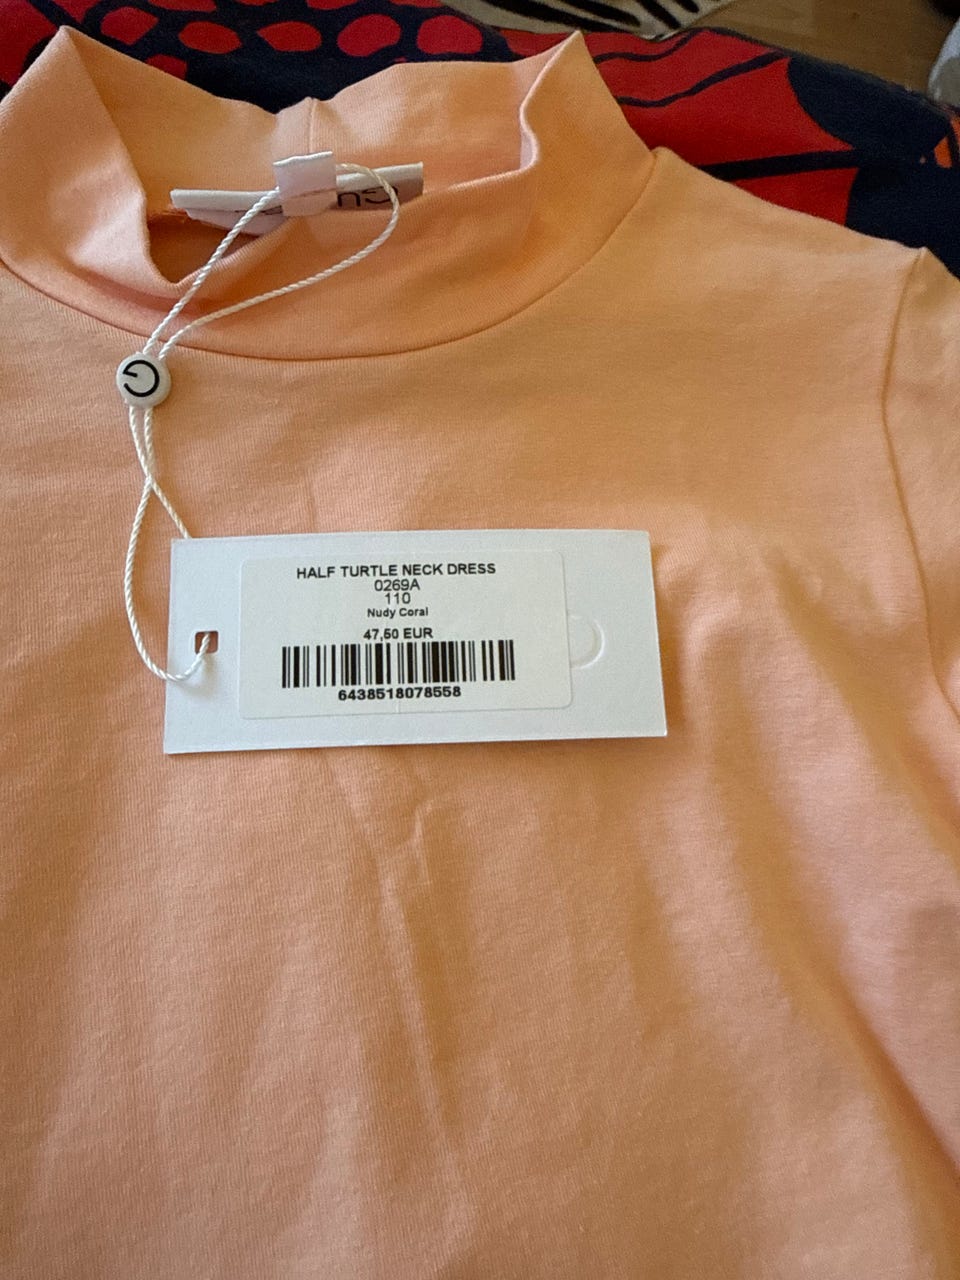 G
HALF TURTLE NECK DRESS
0269A
110
Nudy Coral
47,50 EUR
6438518078558